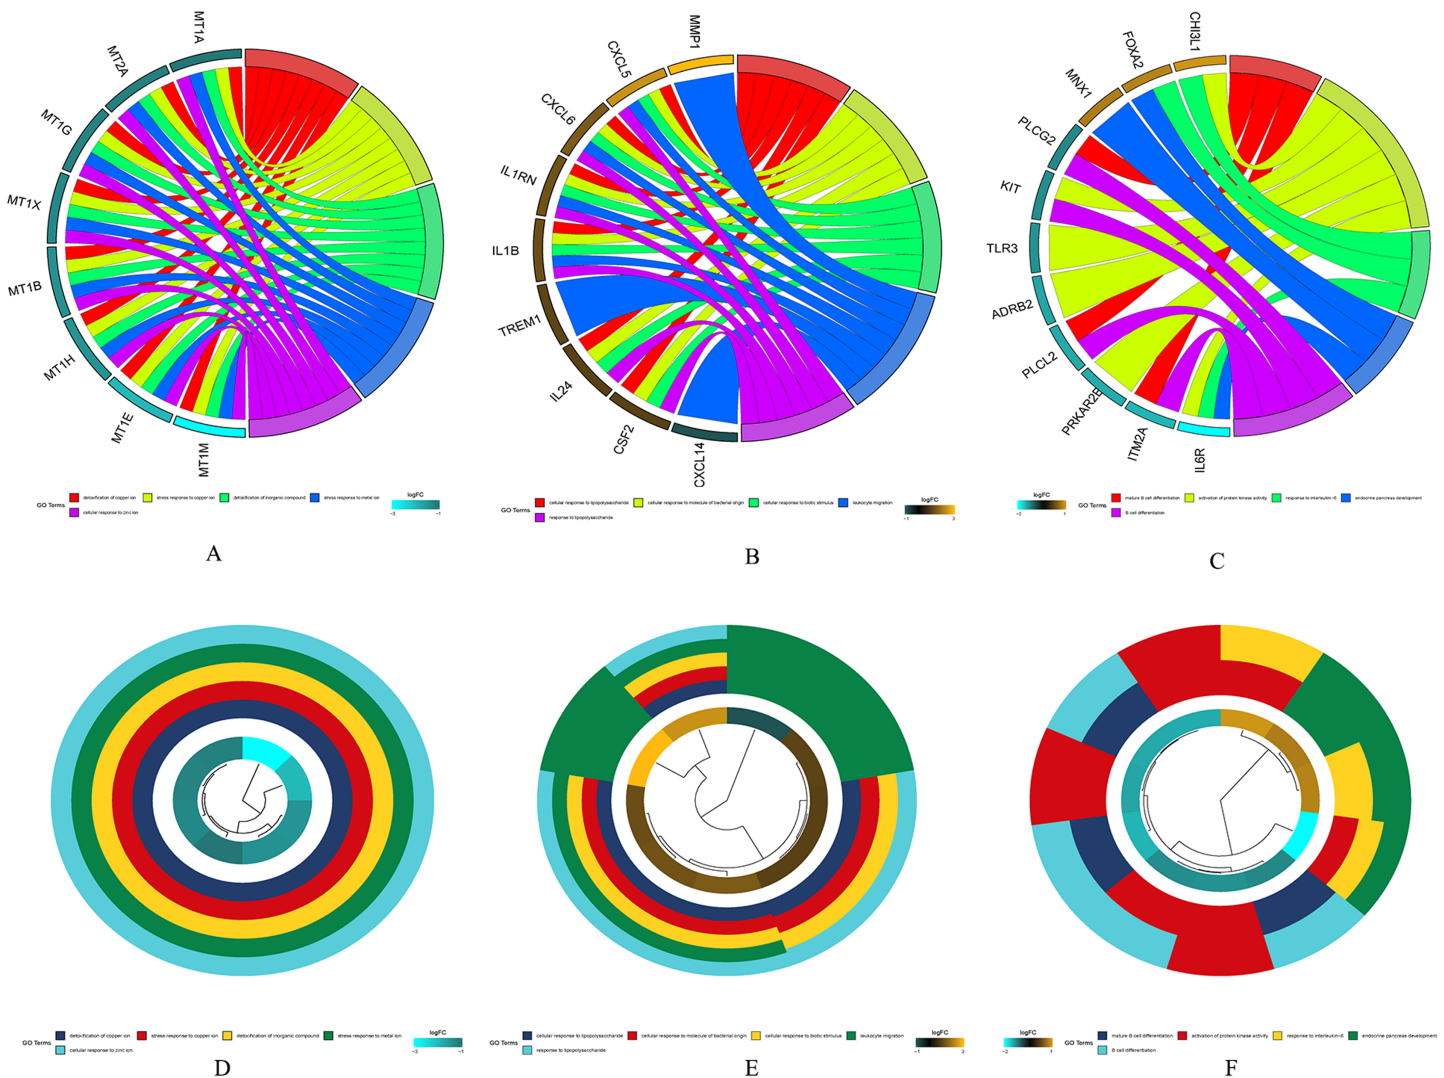 MT1A
MT2A
MT1G
MT1X
MT1B
MT1H
MT1E
MT1M
GO Terms
detoxification of copper ion
stress response to copper ion
detoxification of inorganic compound
stress response to metal ion
cellular response to zinc ion
logFC
−3 −1
A
MMP1
CXCL5
CXCL6
IL1RN
IL1B
TREM1
IL24
CSF2
CXCL14
GO Terms
cellular response to lipopolysaccharide
cellular response to molecule of bacterial origin
cellular response to biotic stimulus
leukocyte migration
response to lipopolysaccharide
logFC
−1 3
B
CHI3L1
FOXA2
MNX1
PLCG2
KIT
TLR3
ADRB2
PLCL2
PRKAR2B
ITM2A
IL6R
logFC
−2 1
GO Terms
mature B cell differentiation
activation of protein kinase activity
response to interleukin−6
endocrine pancreas development
B cell differentiation
C
GO Terms
detoxification of copper ion
stress response to copper ion
detoxification of inorganic compound
stress response to metal ion
cellular response to zinc ion
logFC
−3 −1
D
GO Terms
cellular response to lipopolysaccharide
cellular response to molecule of bacterial origin
cellular response to biotic stimulus
leukocyte migration
response to lipopolysaccharide
logFC
−1 3
E
logFC
−2 1
GO Terms
mature B cell differentiation
activation of protein kinase activity
response to interleukin−6
endocrine pancreas development
B cell differentiation
F